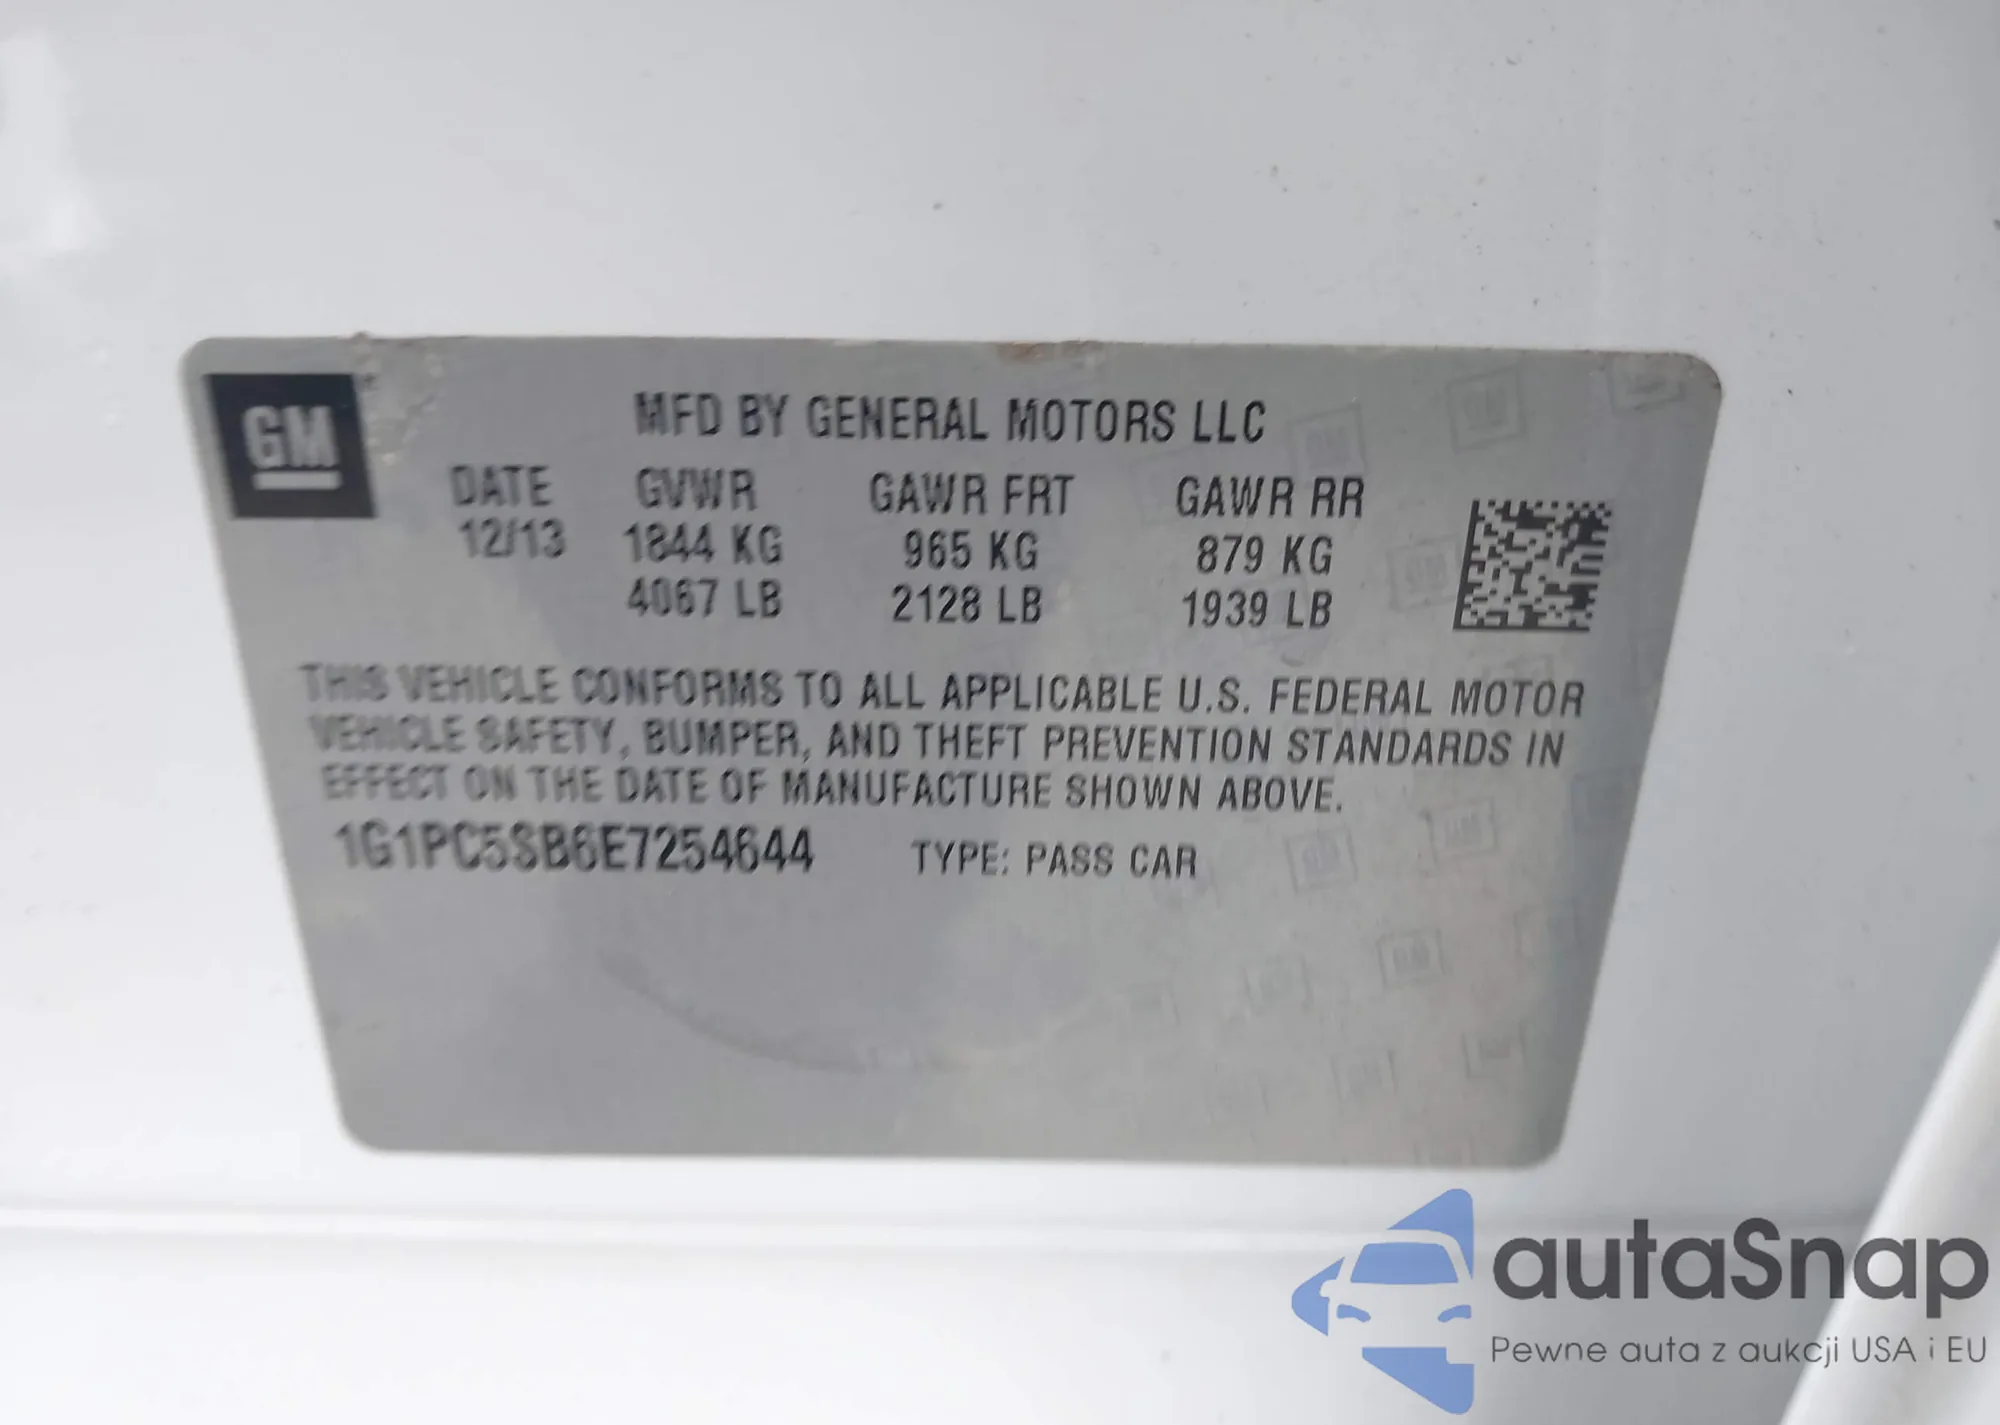 GM
MFD BY GENERAL MOTORS LLC
DATE GVWR GAWR FRT GAWR RR
12/13 1844 KG 965 KG 879 KG
4067 LB 2128 LB 1939 LB
THIS VEHICLE CONFORMS TO ALL APPLICABLE U.S. FEDERAL MOTOR
VEHICLE SAFETY, BUMPER, AND THEFT PREVENTION STANDARDS IN
EFFECT ON THE DATE OF MANUFACTURE SHOWN ABOVE.
1G1PC5SB6E7254644 TYPE: PASS CAR
autaSnap
Pewne auta z aukcji USA i EU